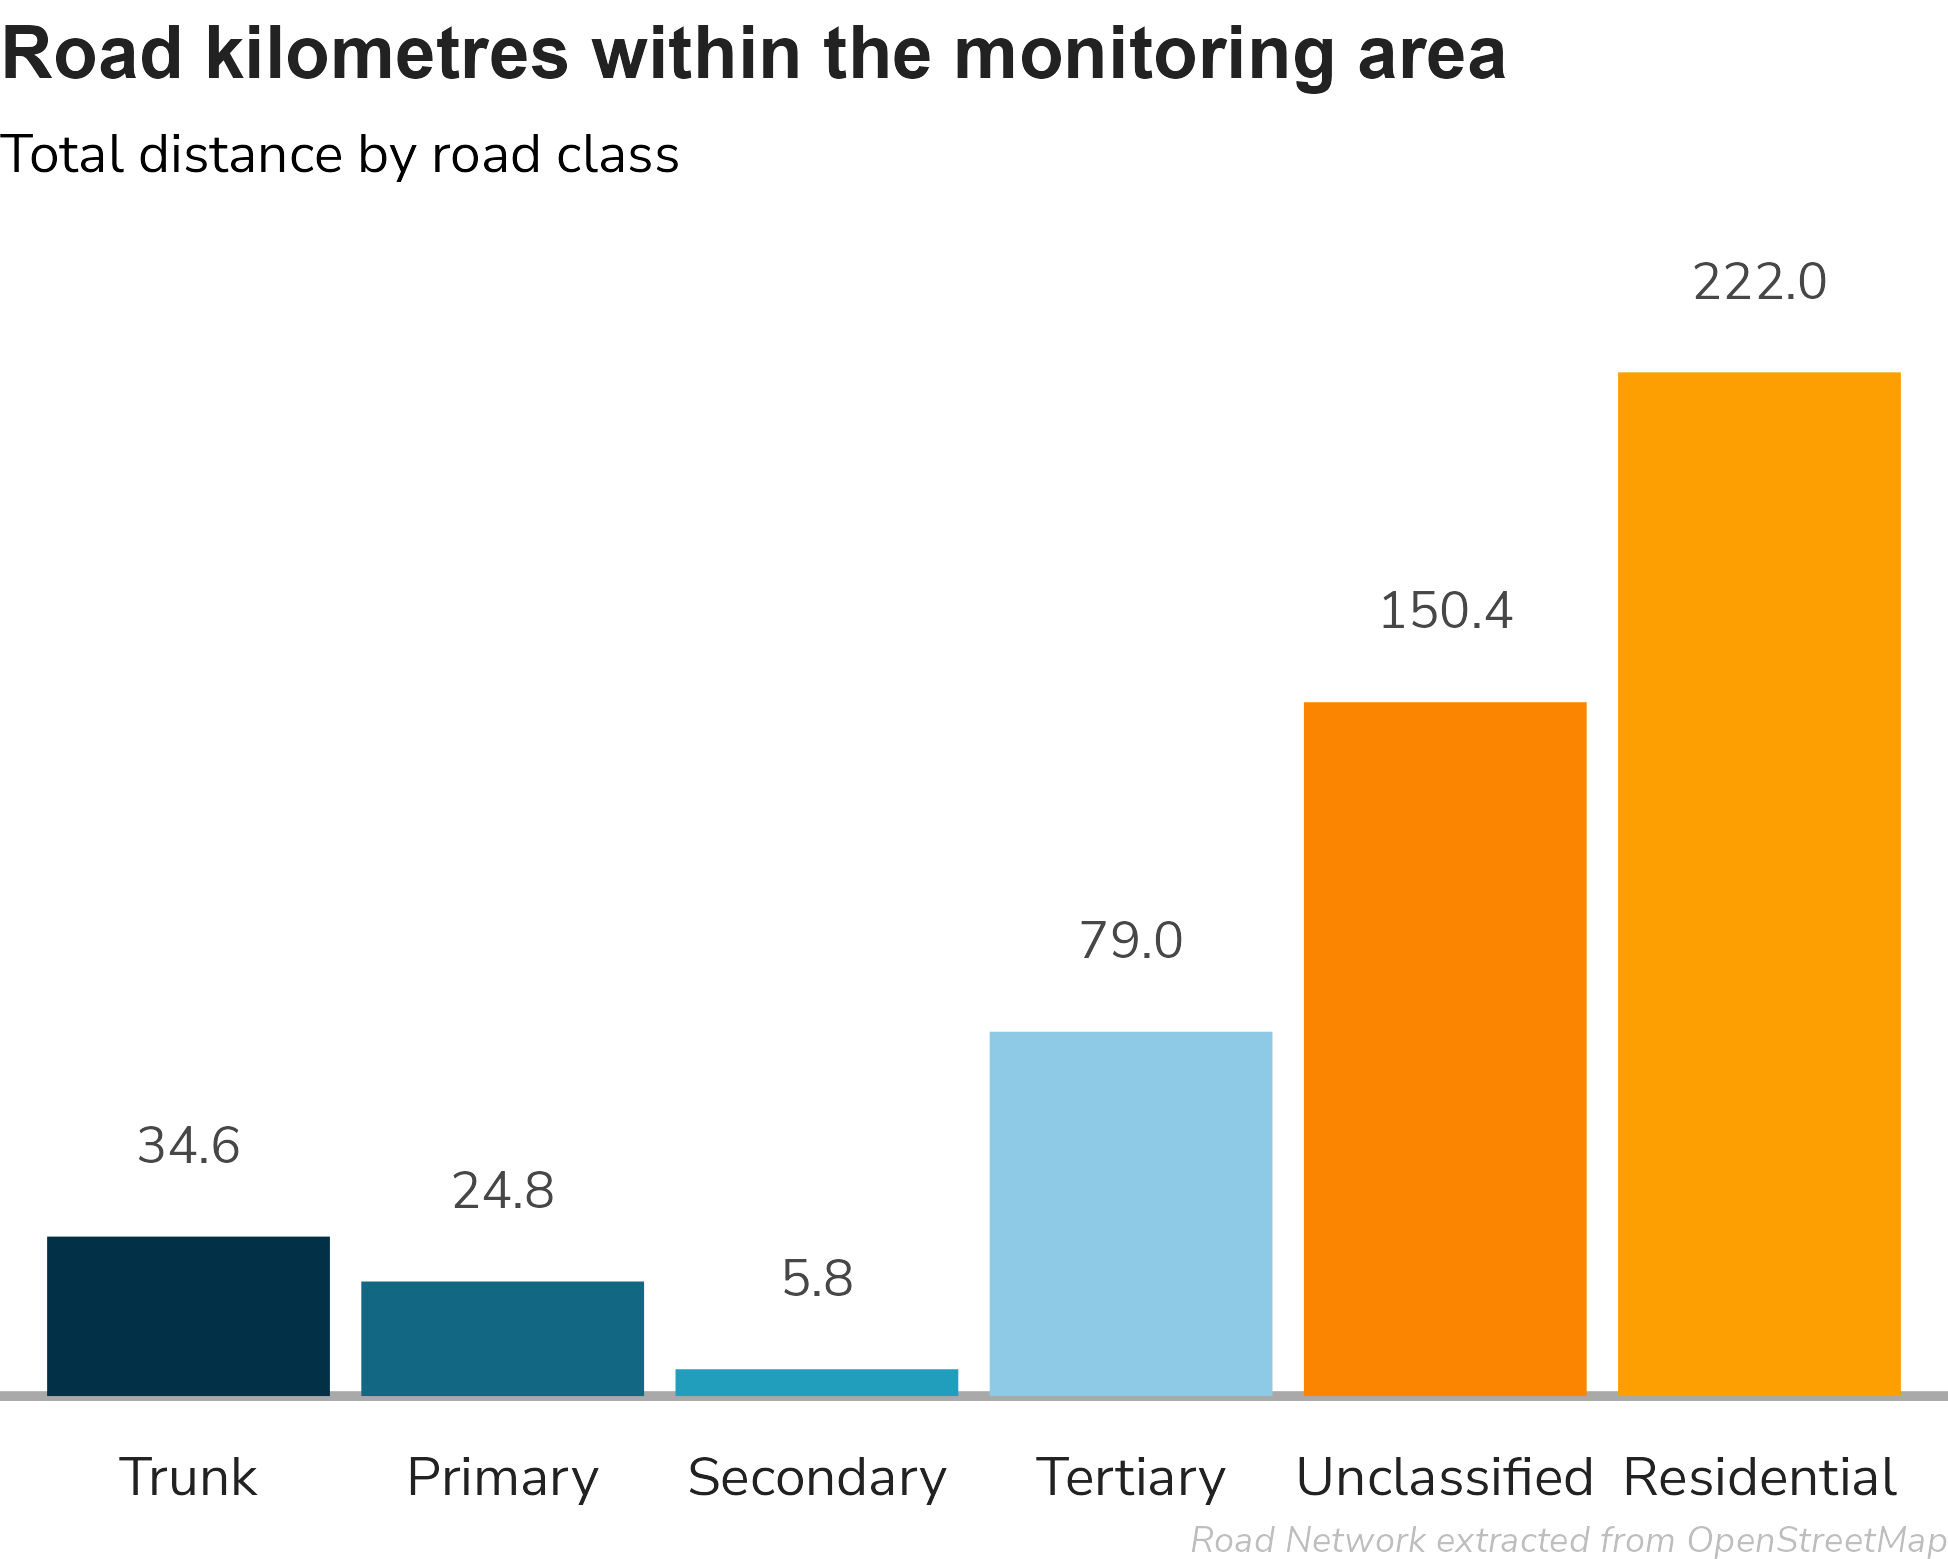 Road kilometres within the monitoring area
Total distance by road class
222.0
150.4
79.0
34.6
24.8
5.8
Trunk Primary Secondary Tertiary Unclassified Residential
Road Network extracted from OpenStreetMap